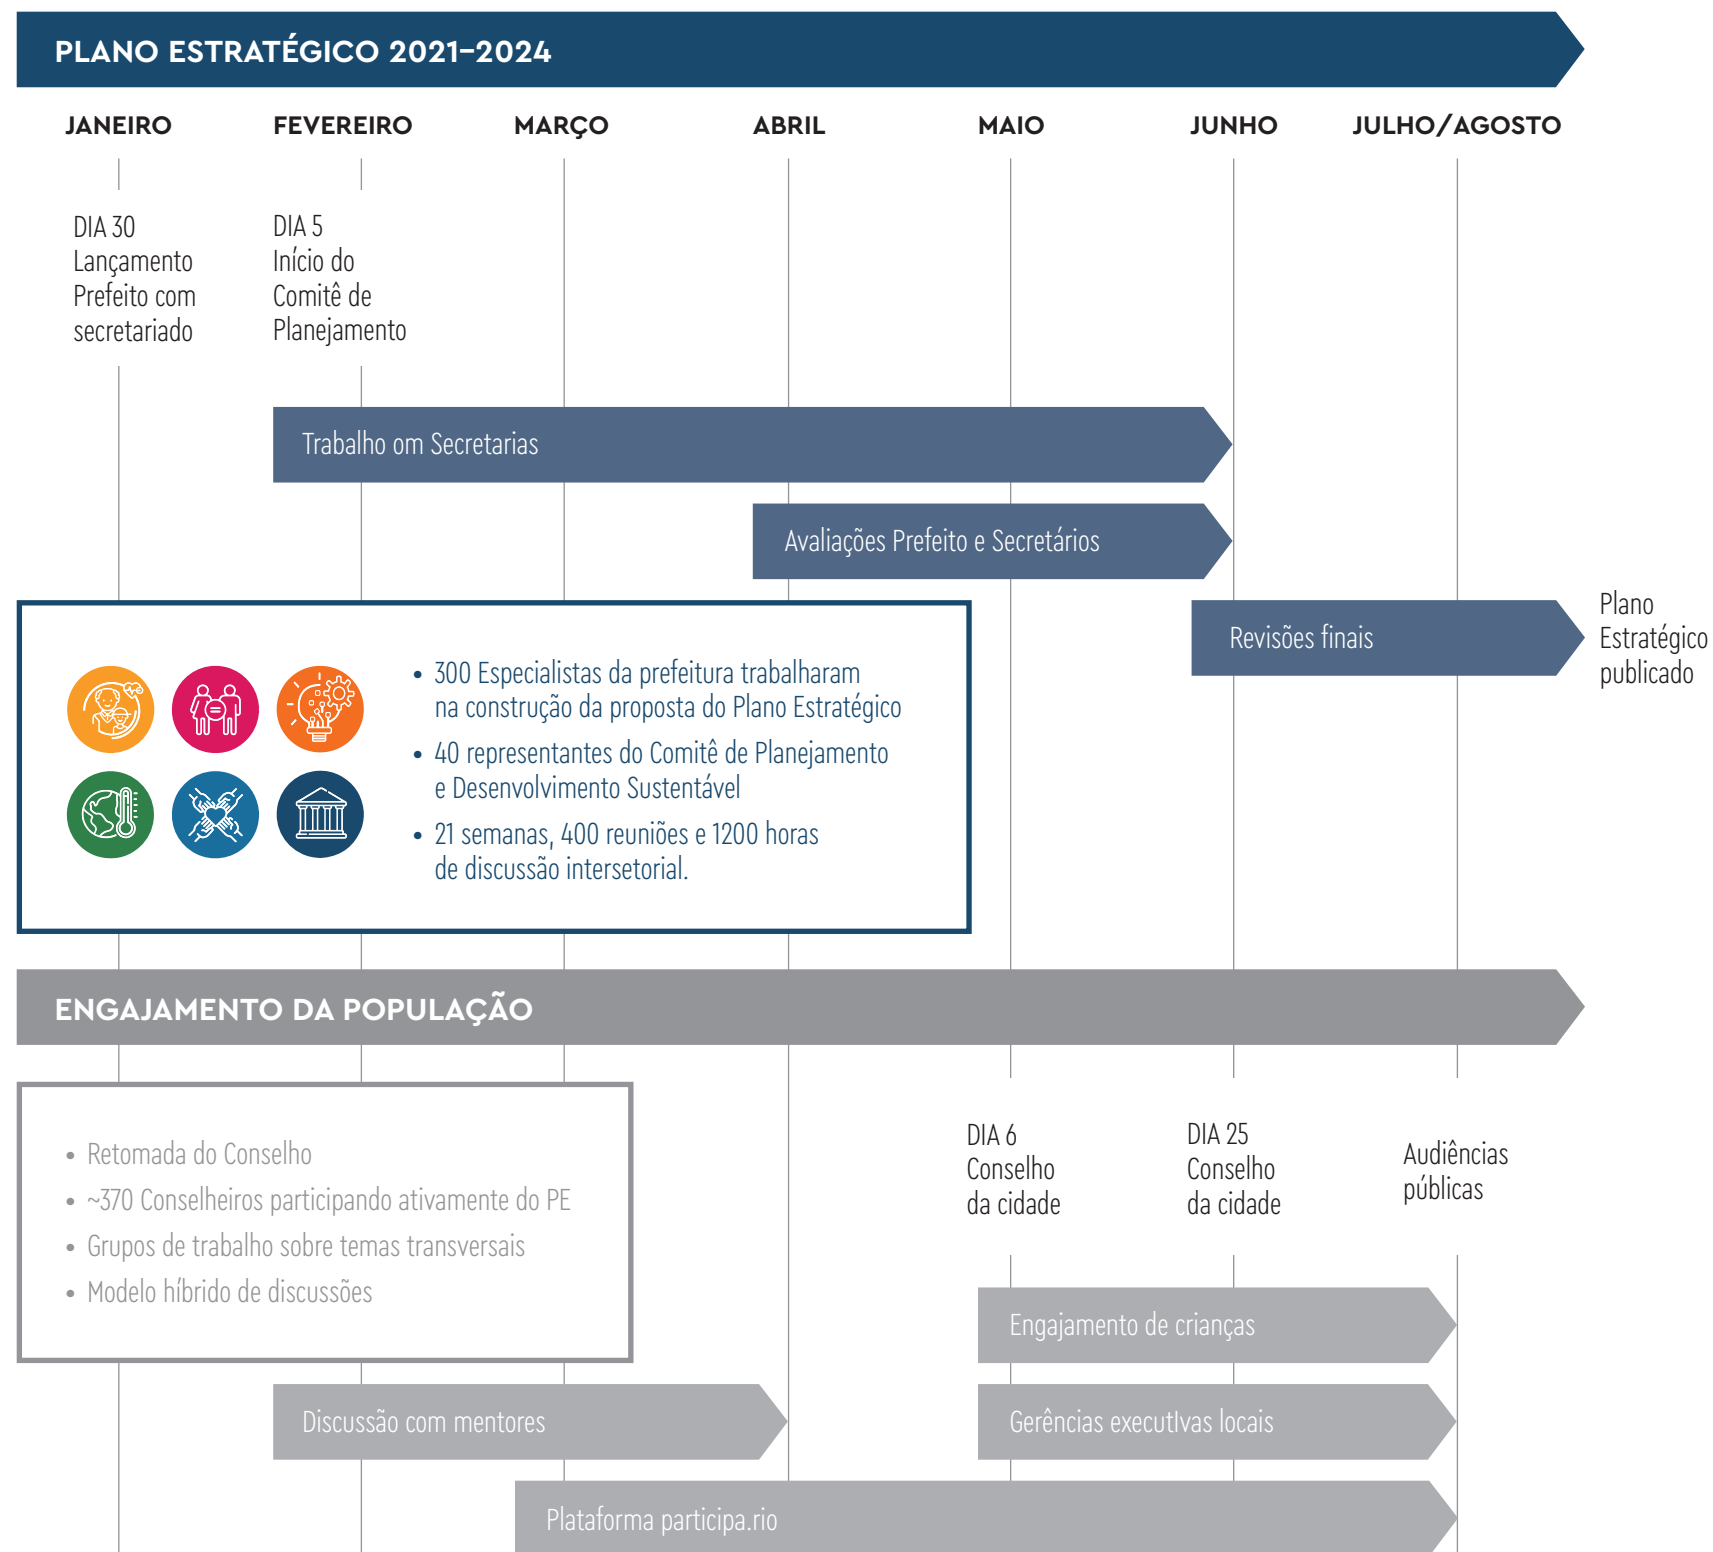 PLANO ESTRATÉGICO 2021–2024
JANEIRO
FEVEREIRO
MARÇO
ABRIL
MAIO
JUNHO
JULHO/AGOSTO
DIA 30
Lançamento
Prefeito com
secretariado
DIA 5
Início do
Comitê de
Planejamento
Trabalho om Secretarias
Avaliações Prefeito e Secretários
Revisões finais
Plano
Estratégico
publicado
• 300 Especialistas da prefeitura trabalharam
na construção da proposta do Plano Estratégico
• 40 representantes do Comitê de Planejamento
e Desenvolvimento Sustentável
• 21 semanas, 400 reuniões e 1200 horas
de discussão intersetorial.
ENGAJAMENTO DA POPULAÇÃO
• Retomada do Conselho
• ~370 Conselheiros participando ativamente do PE
• Grupos de trabalho sobre temas transversais
• Modelo híbrido de discussões
DIA 6
Conselho
da cidade
DIA 25
Conselho
da cidade
Audiências
públicas
Engajamento de crianças
Discussão com mentores
Gerências executIvas locais
Plataforma participa.rio